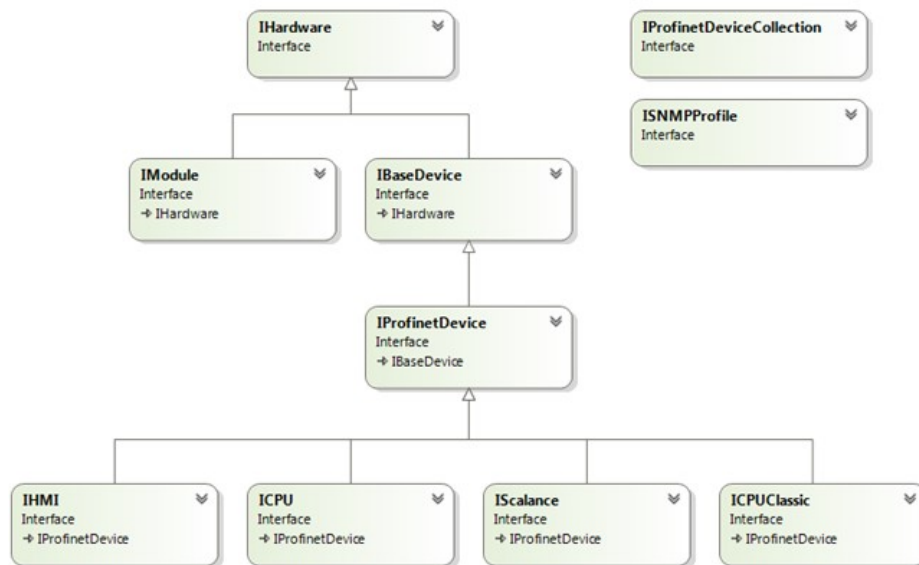 IHardware
Interface
IProfinetDeviceCollection
Interface
ISNMPProfile
Interface
IModule
Interface
IHardware
IBaseDevice
Interface
IHardware
IProfinetDevice
Interface
IBaseDevice
IHMI
Interface
IProfinetDevice
ICPU
Interface
IProfinetDevice
IScalance
Interface
IProfinetDevice
ICPUClassic
Interface
IProfinetDevice